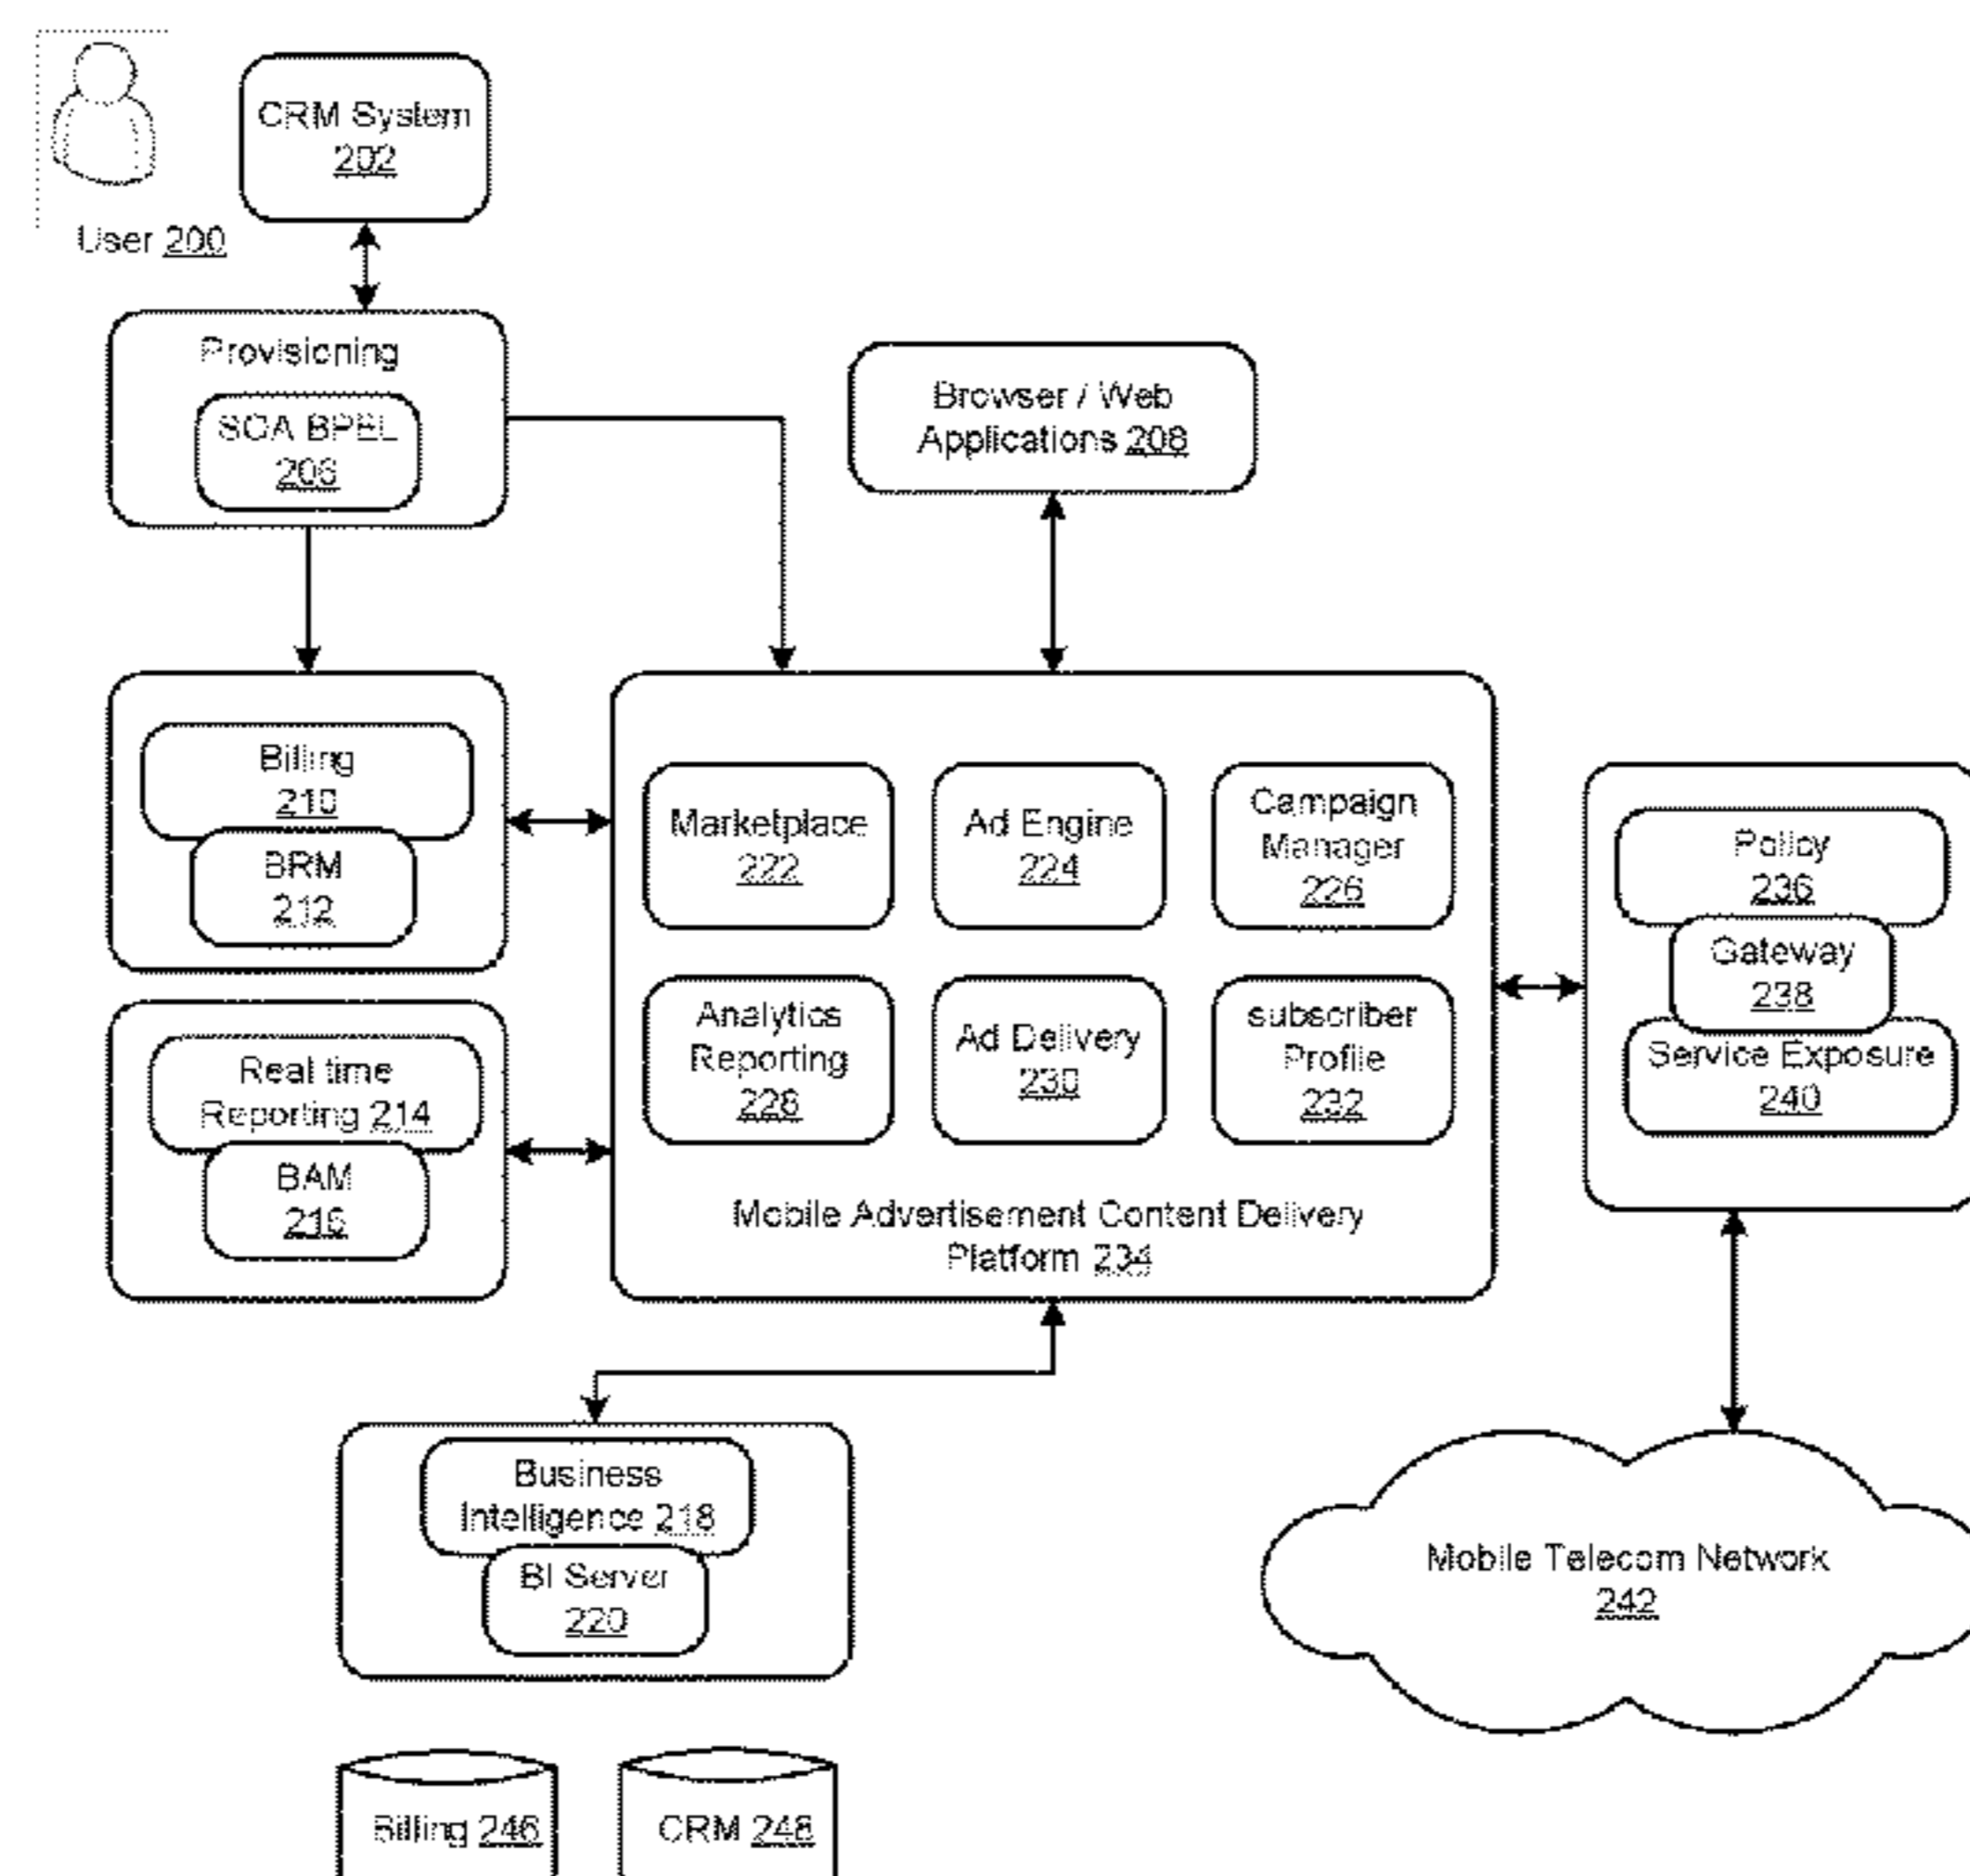 CRM System
202
User 200
Provisioning
SOA BPEL
206
Browser / Web
Applications 208
Billing
210
BRM
212
Marketplace
222
Ad Engine
224
Campaign
Manager
226
Policy
236
Gateway
238
Service Exposure
240
Real time
Reporting 214
BAM
216
Analytics
Reporting
228
Ad Delivery
230
subscriber
Profile
232
Mobile Advertisement Content Delivery
Platform 234
Business
Intelligence 218
BI Server
220
Mobile Telecom Network
242
Billing 246
CRM 248